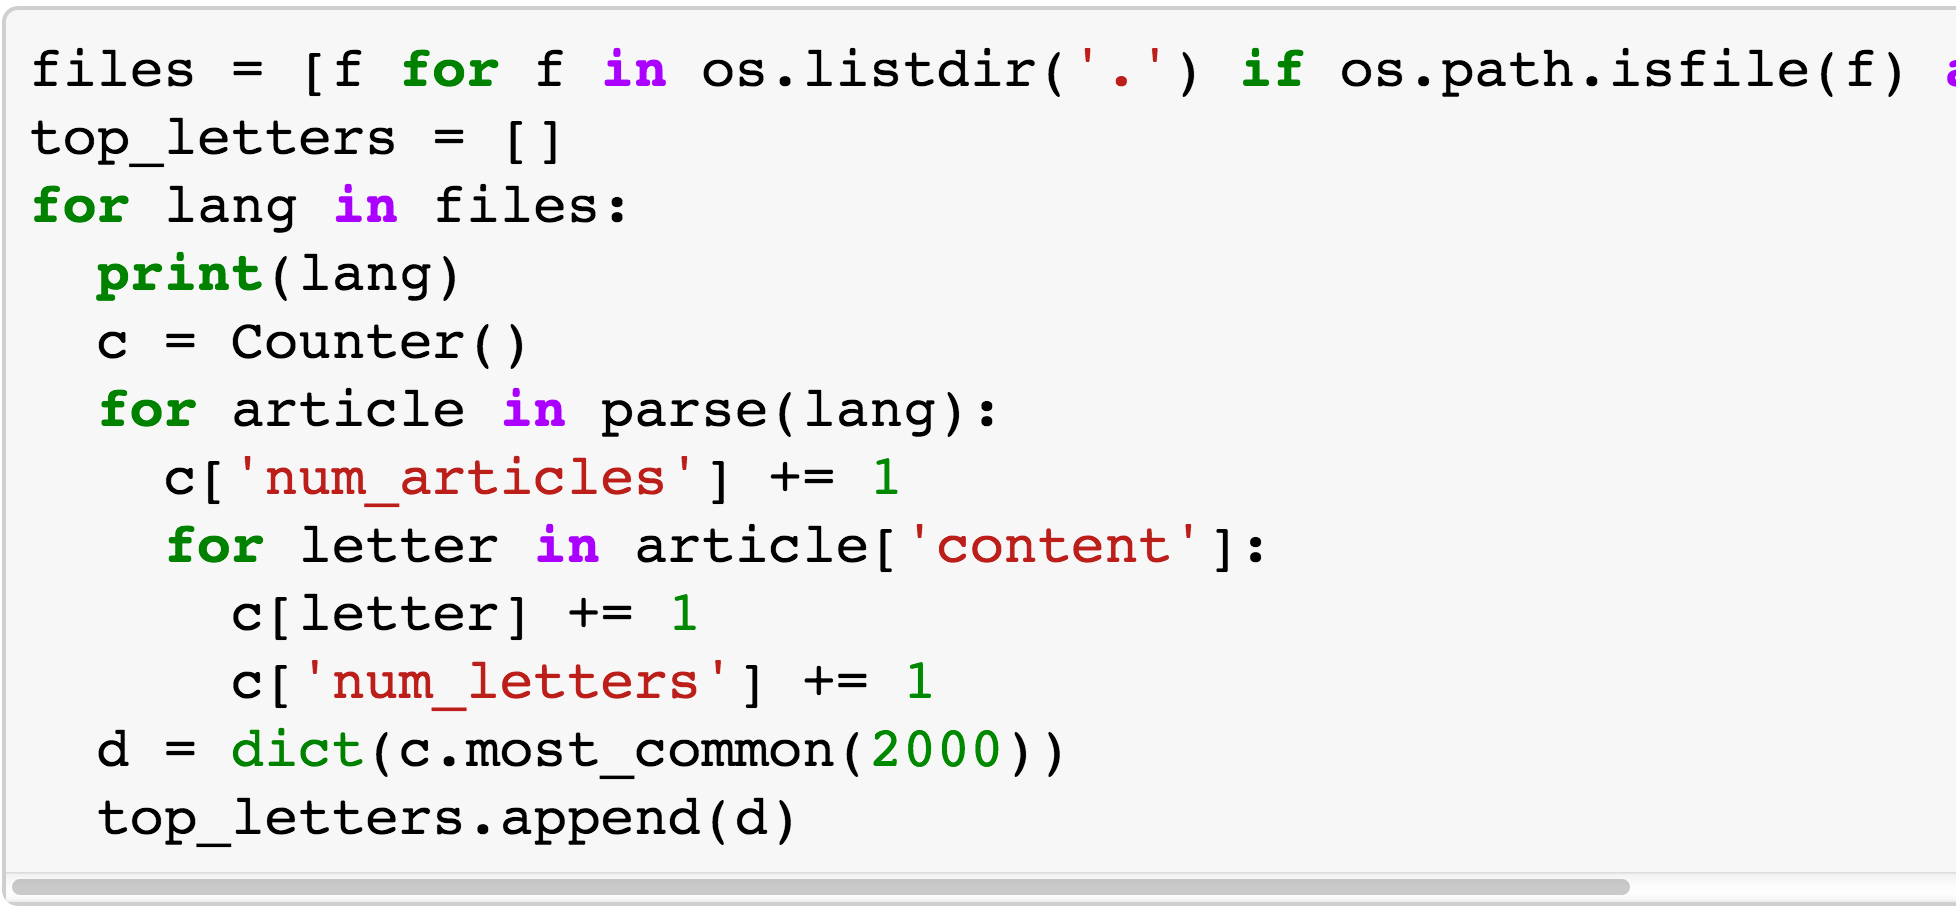 files = [f for f in os.listdir('.') if os.path.isfile(f)
top_letters = []
for lang in files:
  print(lang)
  c = Counter()
  for article in parse(lang):
    c['num_articles'] += 1
    for letter in article['content']:
      c[letter] += 1
      c['num_letters'] += 1
  d = dict(c.most_common(2000))
  top_letters.append(d)